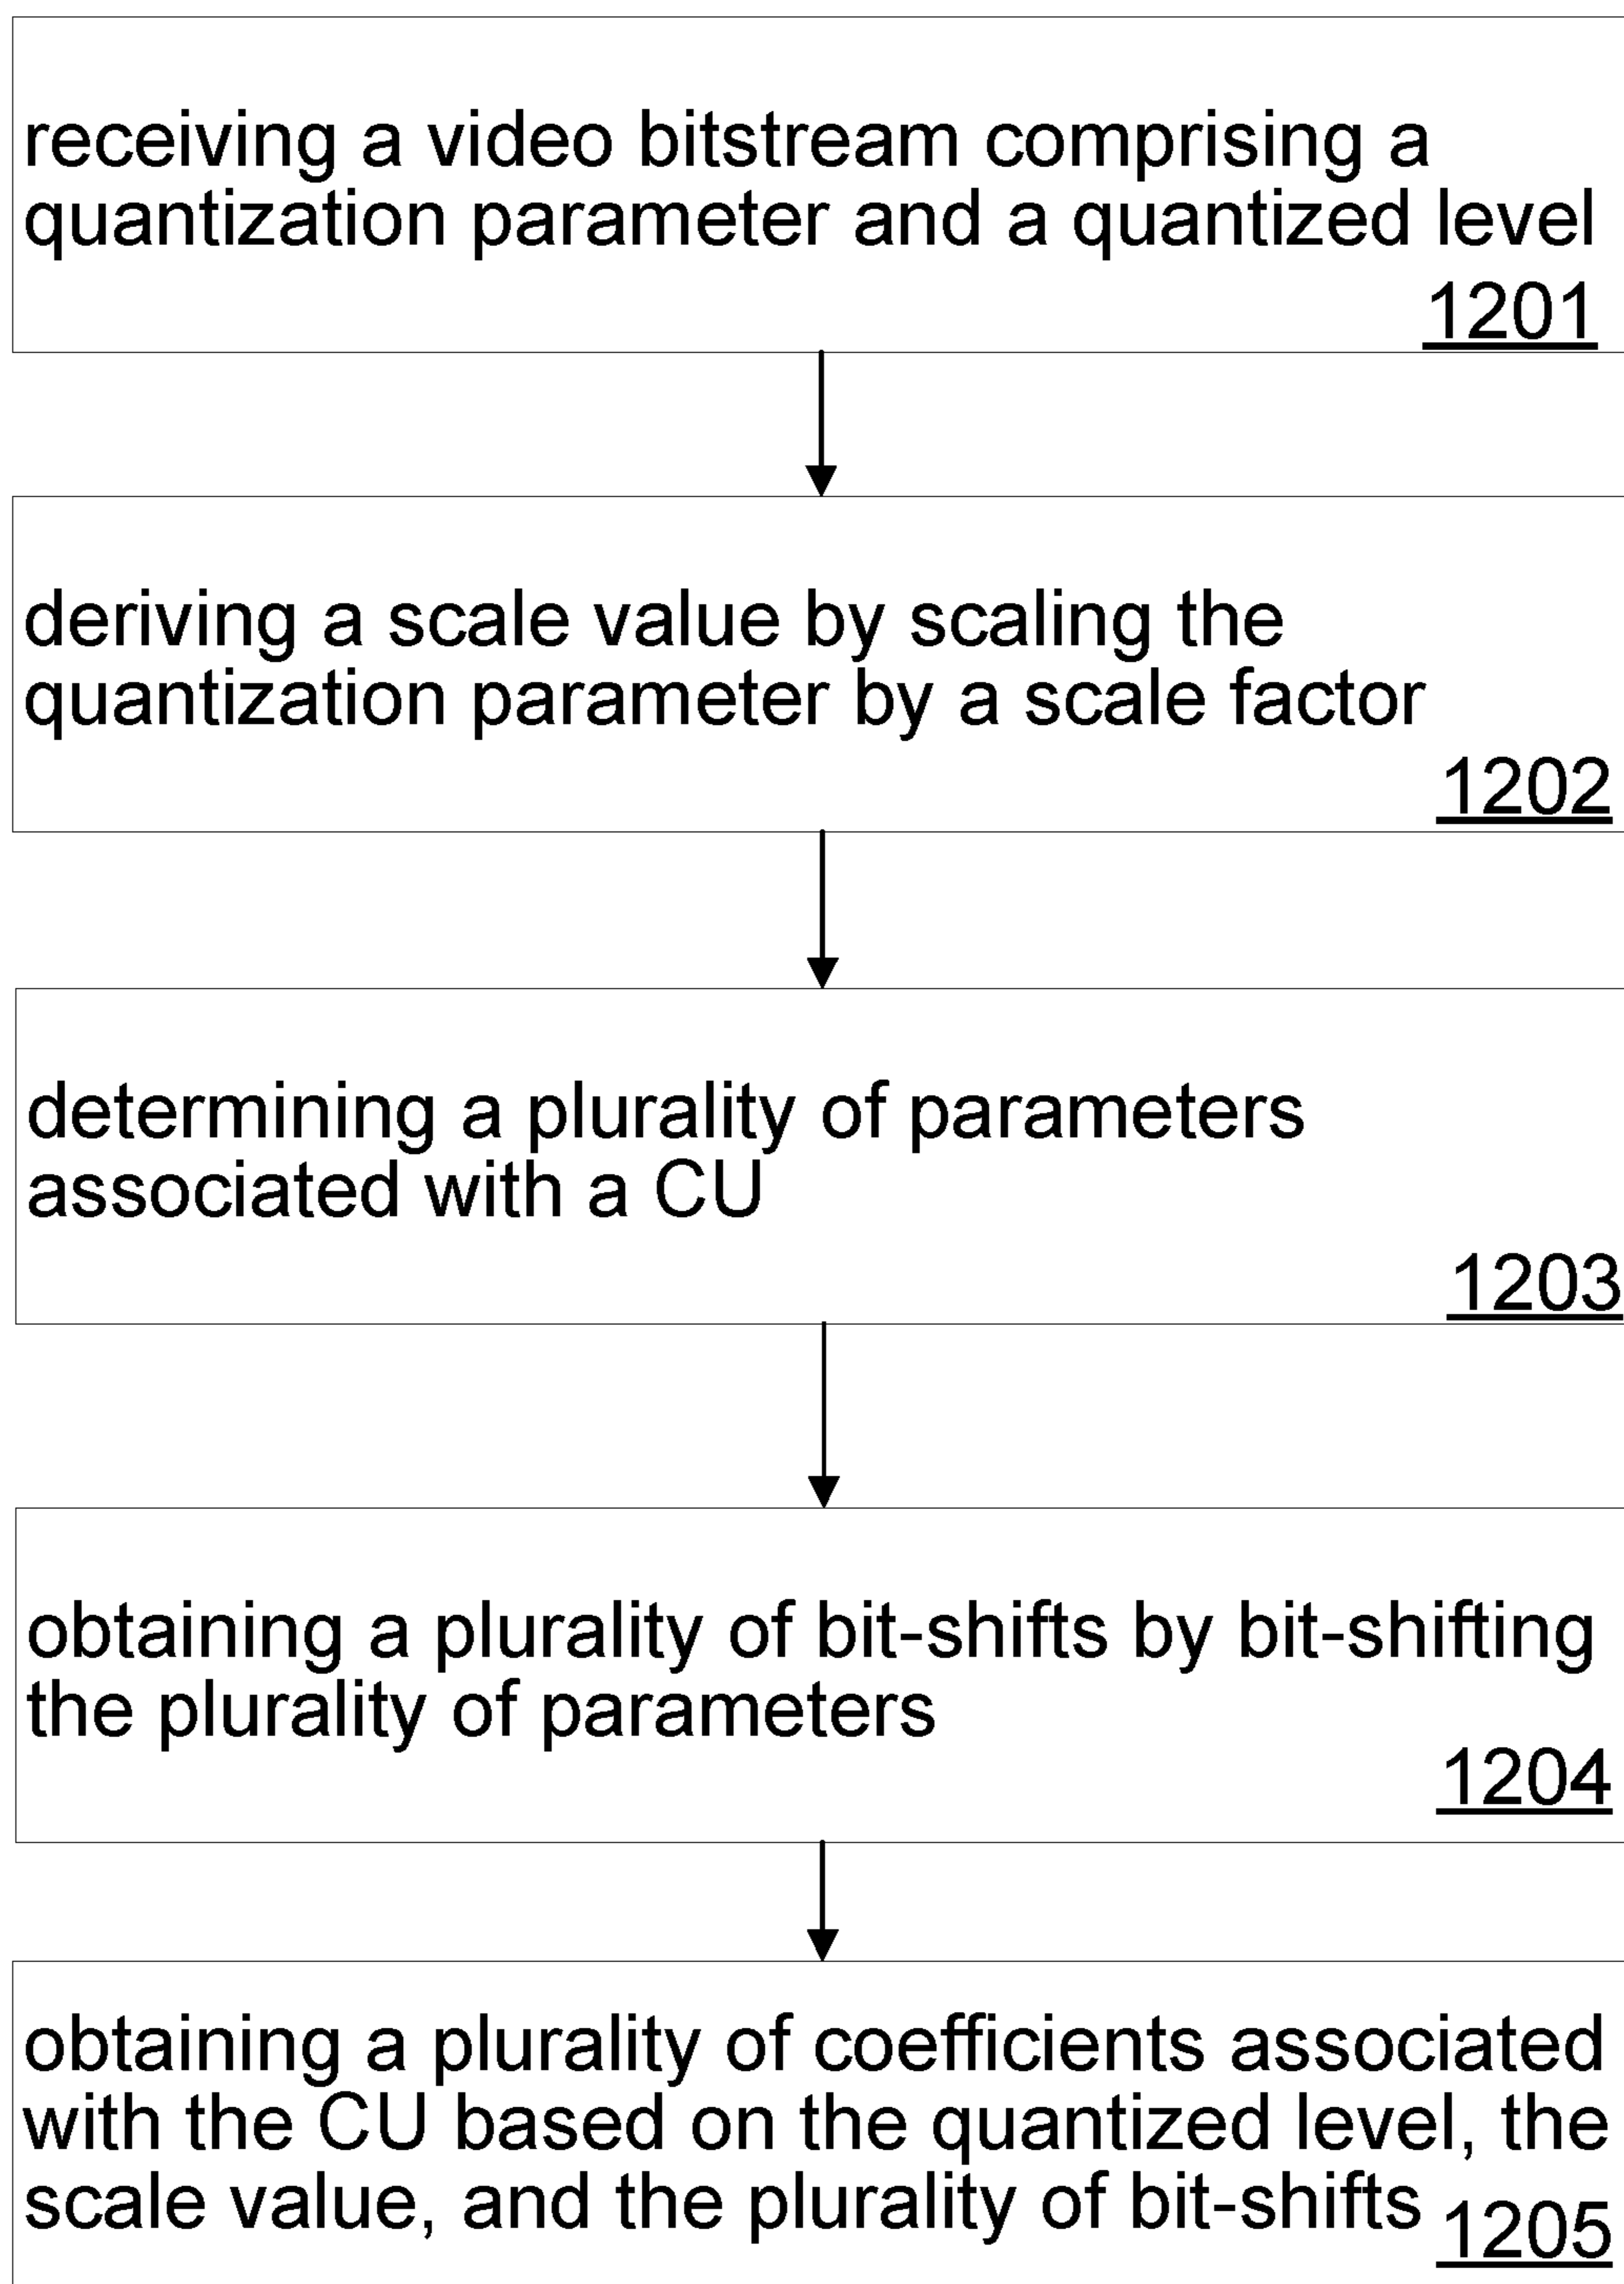 receiving a video bitstream comprising a
quantization parameter and a quantized level
1201
deriving a scale value by scaling the
quantization parameter by a scale factor
1202
determining a plurality of parameters
associated with a CU
1203
obtaining a plurality of bit-shifts by bit-shifting
the plurality of parameters
1204
obtaining a plurality of coefficients associated
with the CU based on the quantized level, the
scale value, and the plurality of bit-shifts 1205